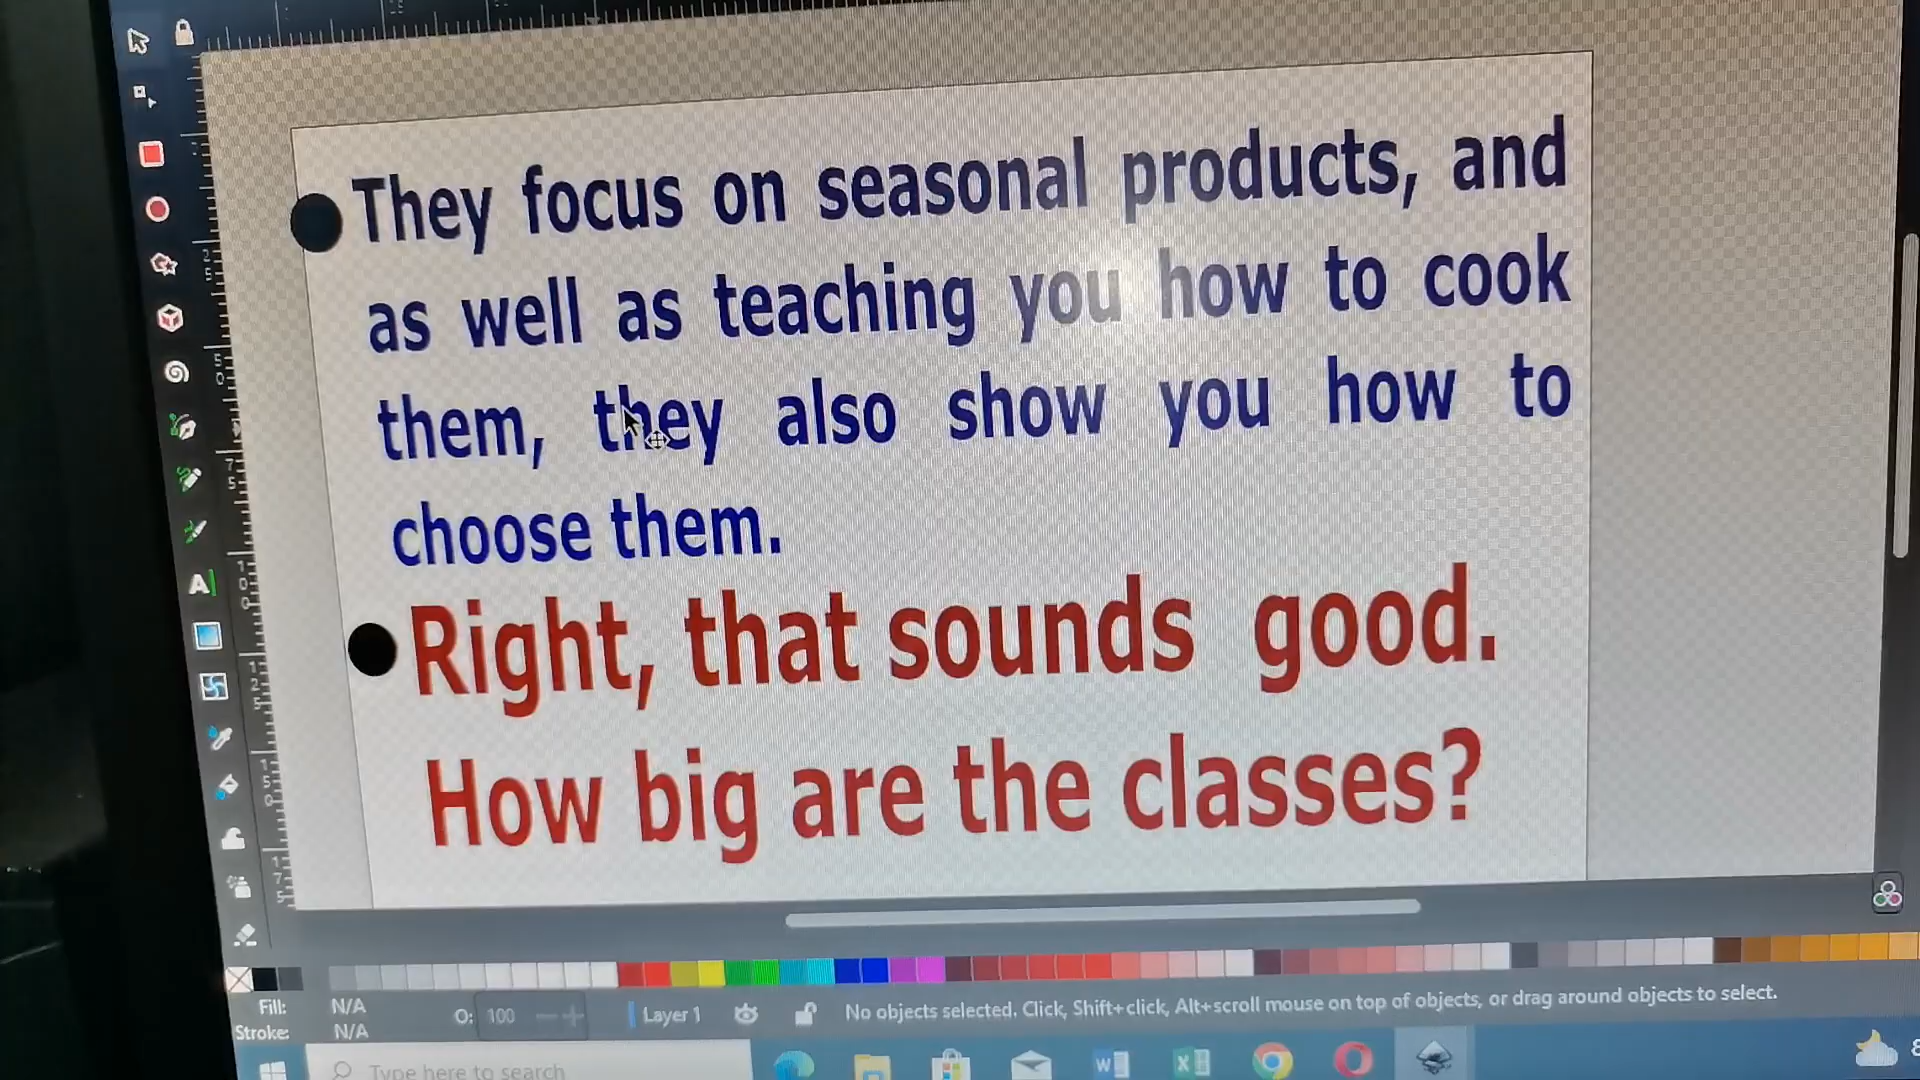 They focus on seasonal products, and
as well as teaching you how to cook
them, they also show you how to
choose them.
Right, that sounds good.
How big are the classes?
Fill: N/A O: 100 Layer 1 No objects selected. Click, Shift+click, Alt+scroll mouse on top of objects, or drag around objects to select.
Stroke: N/A
Type here to search